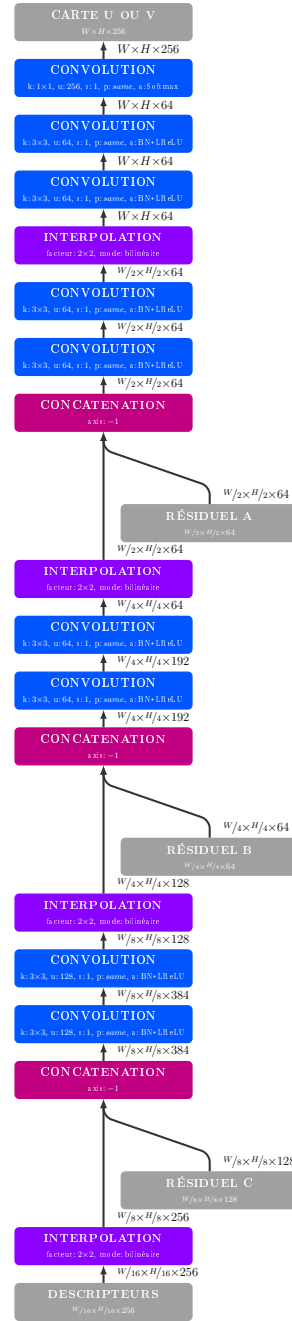 CARTE U OU V
W×H×256
W×H×256
CONVOLUTION
k: 1×1, u: 256, s: 1, p: same, a: Softmax
W×H×64
CONVOLUTION
k: 3×3, u: 64, s: 1, p: same, a: BN+LReLU
W×H×64
CONVOLUTION
k: 3×3, u: 64, s: 1, p: same, a: BN+LReLU
W×H×64
INTERPOLATION
facteur: 2×2, mode: bilinéaire
W/2×H/2×64
CONVOLUTION
k: 3×3, u: 64, s: 1, p: same, a: BN+LReLU
W/2×H/2×64
CONVOLUTION
k: 3×3, u: 64, s: 1, p: same, a: BN+LReLU
W/2×H/2×64
CONCATENATION
axis: −1
W/2×H/2×64
RÉSIDUEL A
W/2×H/2×64
W/2×H/2×64
INTERPOLATION
facteur: 2×2, mode: bilinéaire
W/4×H/4×64
CONVOLUTION
k: 3×3, u: 64, s: 1, p: same, a: BN+LReLU
W/4×H/4×192
CONVOLUTION
k: 3×3, u: 64, s: 1, p: same, a: BN+LReLU
W/4×H/4×192
CONCATENATION
axis: −1
W/4×H/4×64
RÉSIDUEL B
W/4×H/4×64
W/4×H/4×128
INTERPOLATION
facteur: 2×2, mode: bilinéaire
W/8×H/8×128
CONVOLUTION
k: 3×3, u: 128, s: 1, p: same, a: BN+LReLU
W/8×H/8×384
CONVOLUTION
k: 3×3, u: 128, s: 1, p: same, a: BN+LReLU
W/8×H/8×384
CONCATENATION
axis: −1
W/8×H/8×128
RÉSIDUEL C
W/8×H/8×128
W/8×H/8×256
INTERPOLATION
facteur: 2×2, mode: bilinéaire
W/16×H/16×256
DESCRIPTEURS
W/16×H/16×256